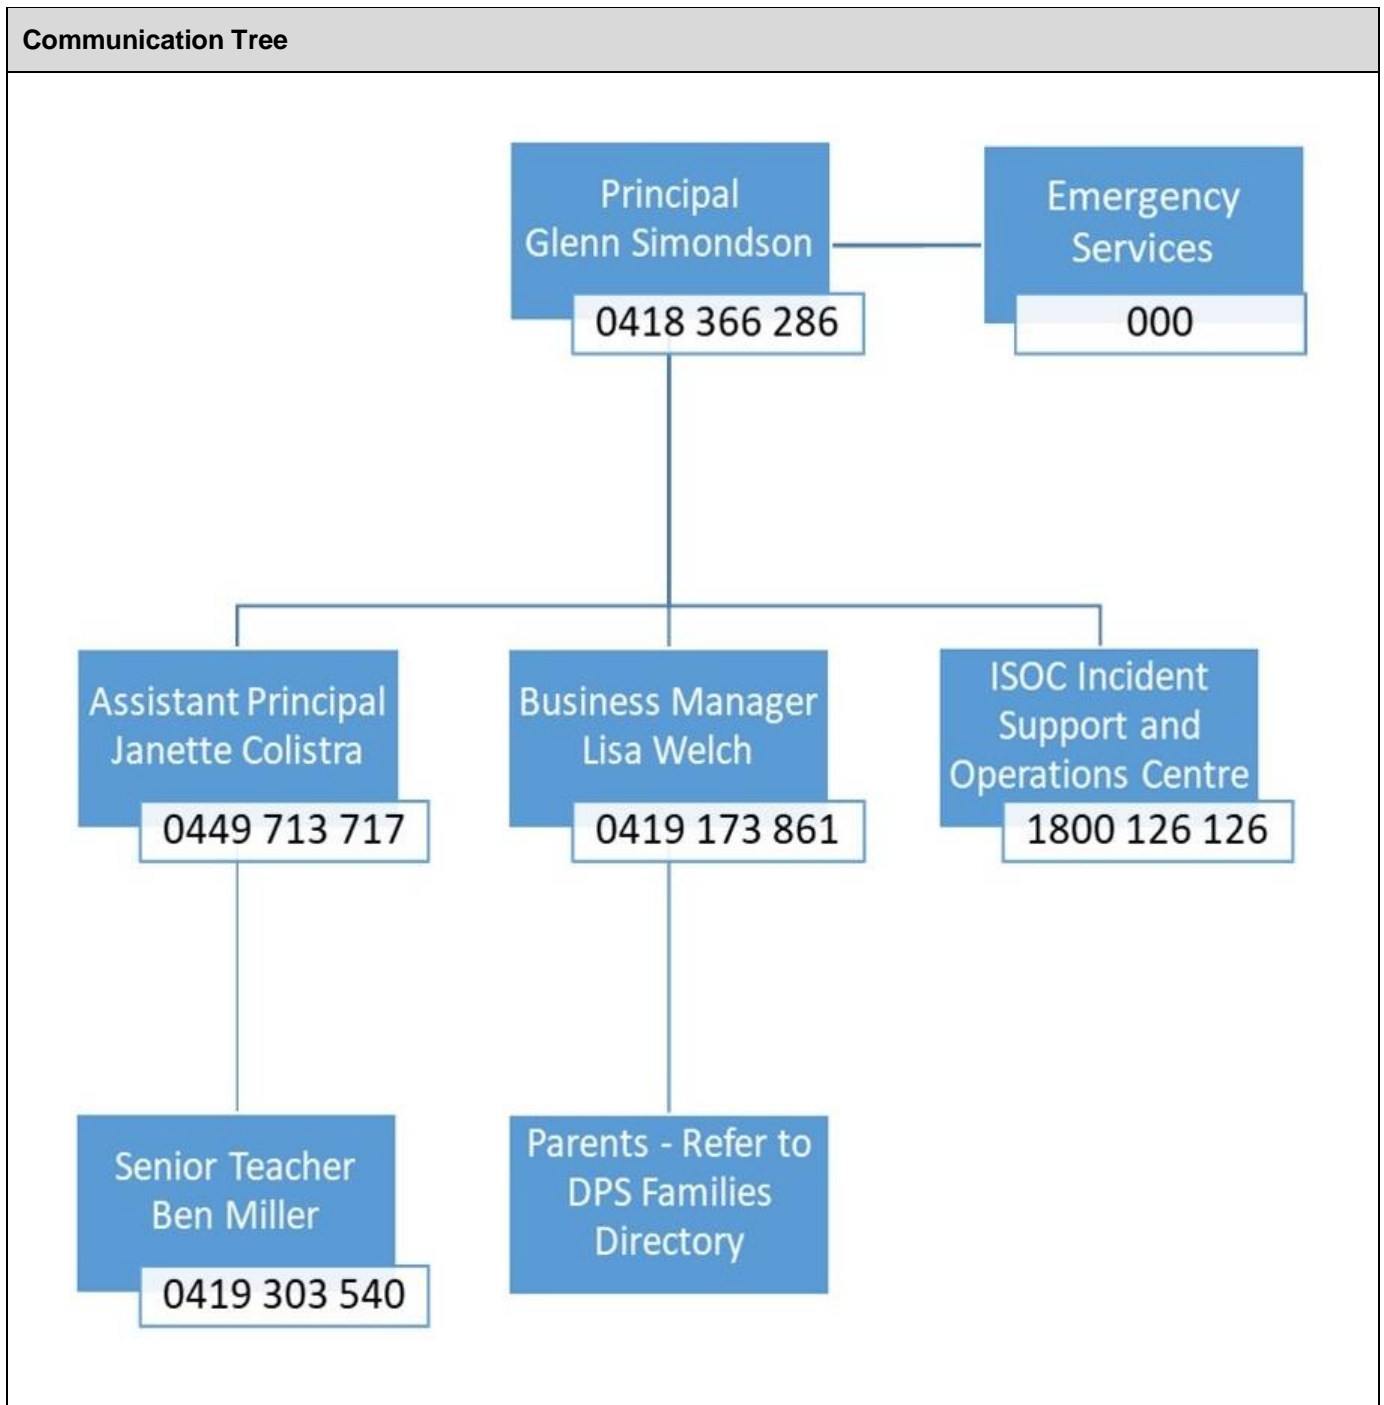 Communication Tree
Principal
Glenn Simondson
0418 366 286
Emergency
Services
000
Assistant Principal
Janette Colistra
0449 713 717
Business Manager
Lisa Welch
0419 173 861
ISOC Incident
Support and
Operations Centre
1800 126 126
Senior Teacher
Ben Miller
0419 303 540
Parents - Refer to
DPS Families
Directory